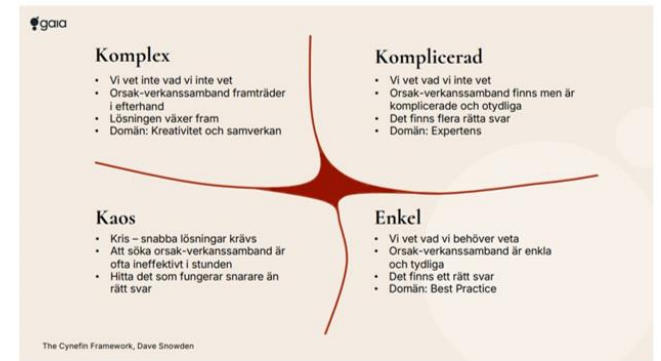 gaia
Komplex
• Vi vet inte vad vi inte vet
• Orsak-verkanssamband framträder
i efterhand
• Lösningen växer fram
• Domän: Kreativitet och samverkan
Komplicerad
• Vi vet vad vi inte vet
• Orsak-verkanssamband finns men är
komplicerade och otydliga
• Det finns flera rätta svar
• Domän: Expertens
Kaos
• Kris – snabba lösningar krävs
• Att söka orsak-verkanssamband är
ofta ineffektivt i stunden
• Hitta det som fungerar snarare än
rätt svar
Enkel
• Vi vet vad vi behöver veta
• Orsak-verkanssamband är enkla
och tydliga
• Det finns ett rätt svar
• Domän: Best Practice
The Cynefin Framework, Dave Snowden